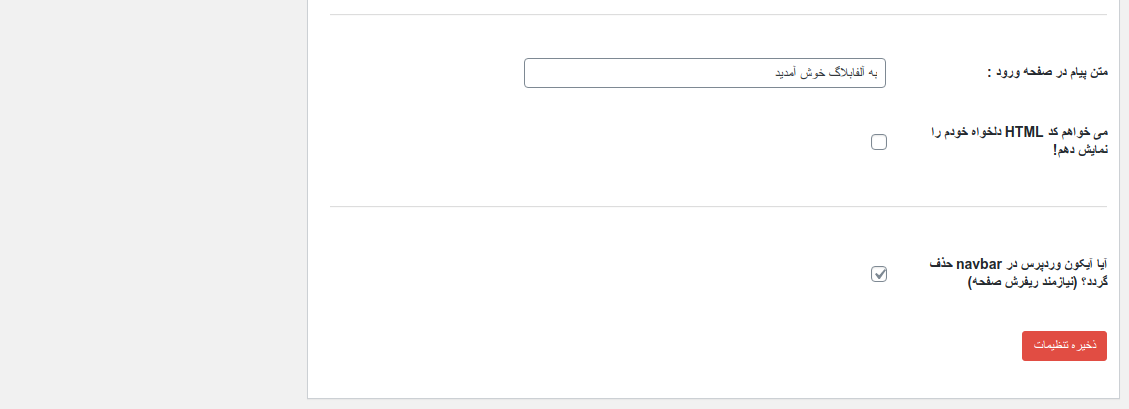 متن پیام در صفحه ورود :
به آلفابلاگ خوش آمدید
می خواهم کد HTML دلخواه خودم را
نمایش دهم!
آیا آیکون وردپرس در navbar حذف
گردد؟ (نیازمند ریفرش صفحه)
ذخیره تنظیمات